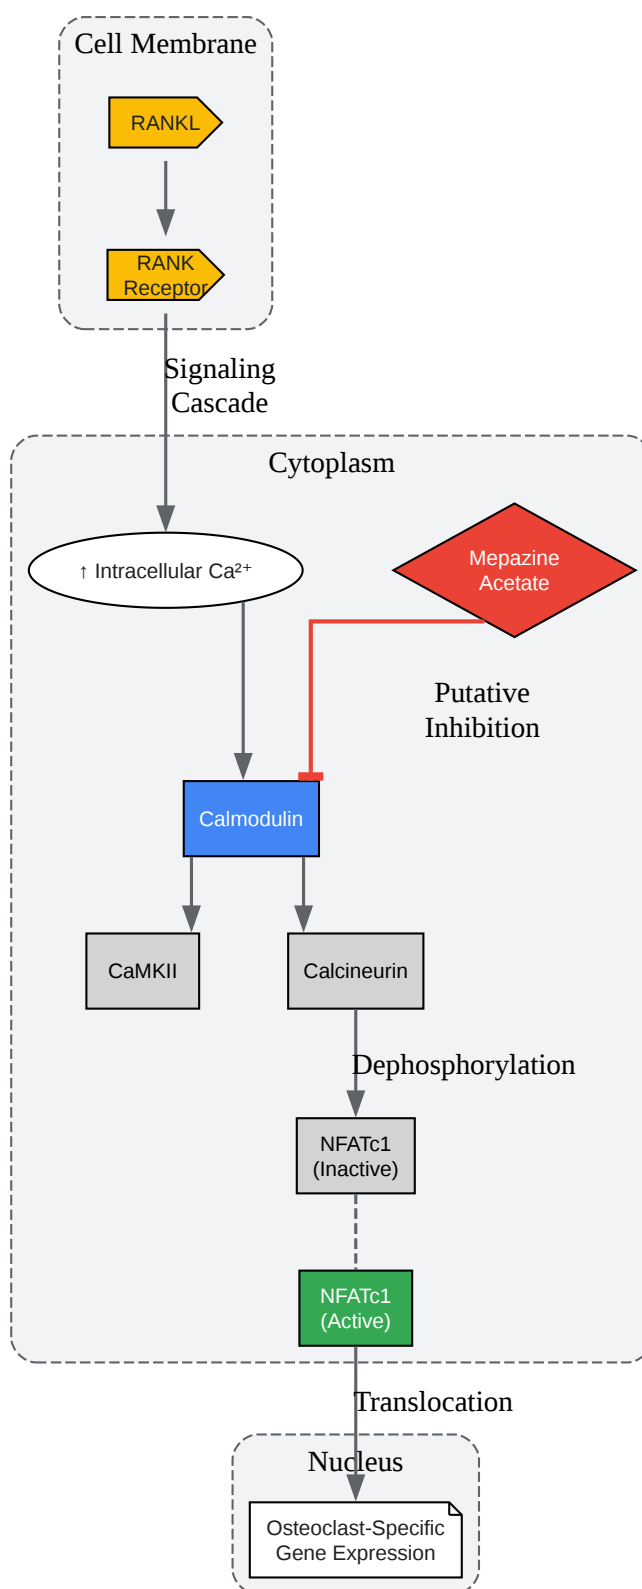 Cell Membrane
RANKL
RANK
Receptor
Signaling
Cascade
Cytoplasm
↑ Intracellular Ca²⁺
Mepazine
Acetate
Putative
Inhibition
Calmodulin
CaMKII
Calcineurin
Dephosphorylation
NFATc1
(Inactive)
NFATc1
(Active)
Translocation
Nucleus
Osteoclast-Specific
Gene Expression